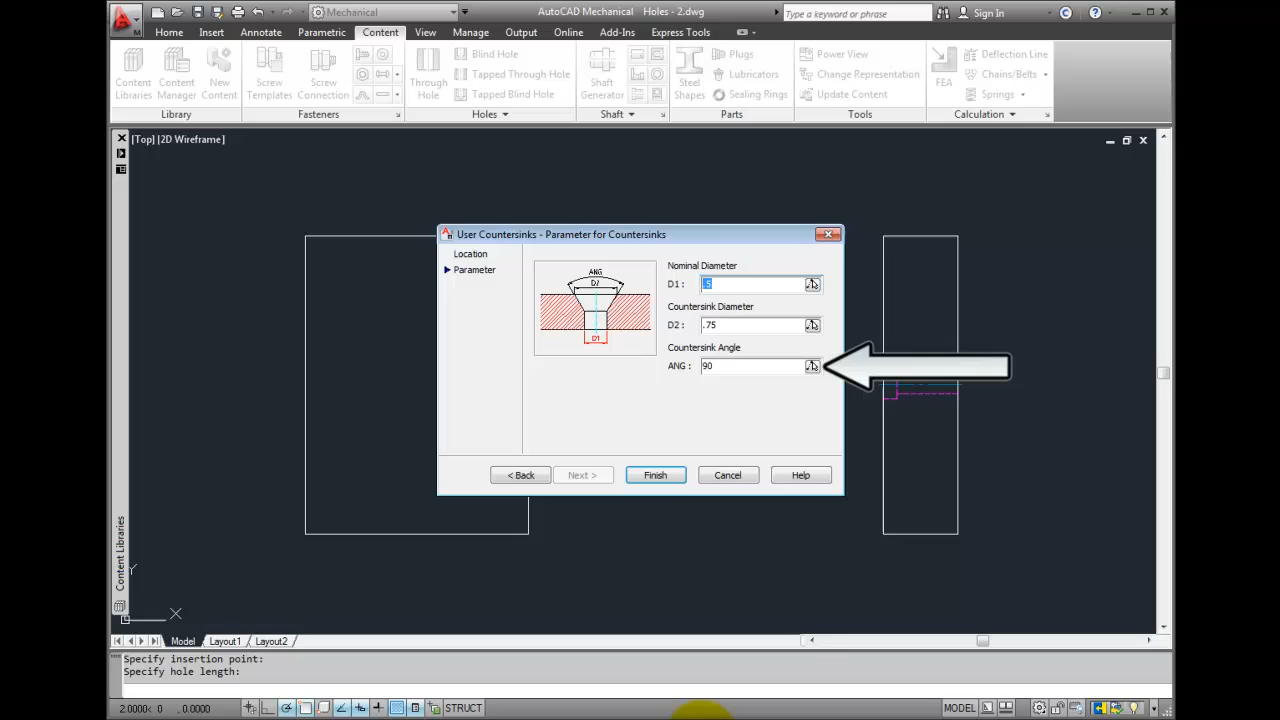 Mechanical
AutoCAD Mechanical Holes - 2.dwg
Type a keyword or phrase
Sign In
M
Home Insert Annotate Parametric Content View Manage Output Online Add-Ins Express Tools
Content Libraries
Content Manager
New Content
Library
Screw Templates
Screw Connection
Fasteners
Through Hole
Blind Hole
Tapped Through Hole
Tapped Blind Hole
Holes
Shaft Generator
Shaft
Steel Shapes
Plugs
Lubricators
Sealing Rings
Parts
Power View
Change Representation
Update Content
Tools
FEA
Deflection Line
Chains/Belts
Springs
Calculation
[Top] [2D Wireframe]
User Countersinks - Parameter for Countersinks
Location
Parameter
ANG
D2
D1
Nominal Diameter
D1 : .5
Countersink Diameter
D2 : .75
Countersink Angle
ANG : 90
< Back Next > Finish Cancel Help
Content Libraries
Y
X
Model Layout1 Layout2
Specify insertion point:
Specify hole length:
2.0000< 0 , 0.0000
STRUCT
MODEL